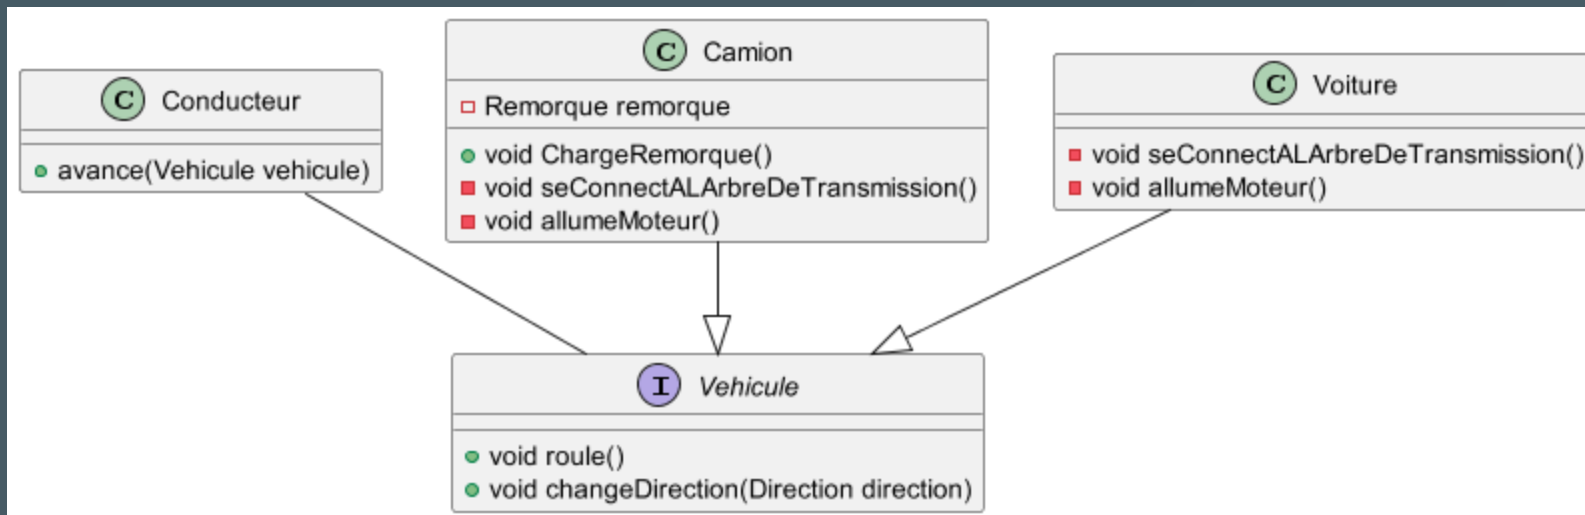 C Conducteur
avance(Vehicule vehicule)
C Camion
Remorque remorque
void ChargeRemorque()
void seConnectALArbreDeTransmission()
void allumeMoteur()
C Voiture
void seConnectALArbreDeTransmission()
void allumeMoteur()
I Vehicule
void roule()
void changeDirection(Direction direction)